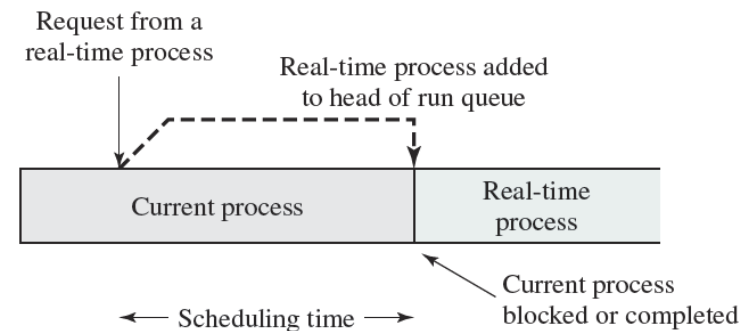 Request from a
real-time process
Real-time process added
to head of run queue
Current process
Real-time
process
Current process
blocked or completed
Scheduling time